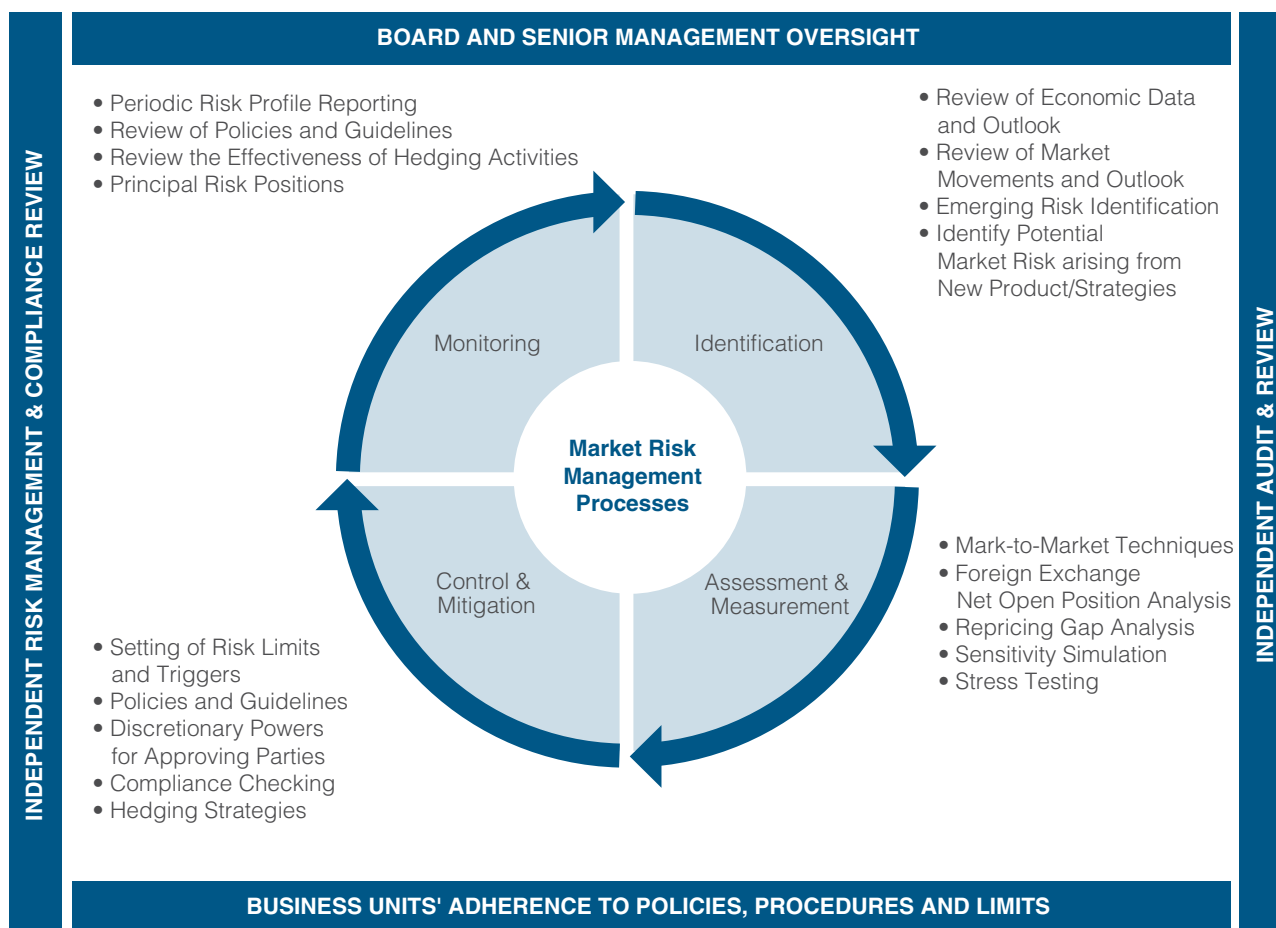 BOARD AND SENIOR MANAGEMENT OVERSIGHT
INDEPENDENT RISK MANAGEMENT & COMPLIANCE REVIEW
• Periodic Risk Profile Reporting
• Review of Policies and Guidelines
• Review the Effectiveness of Hedging Activities
• Principal Risk Positions
• Review of Economic Data
and Outlook
• Review of Market
Movements and Outlook
• Emerging Risk Identification
• Identify Potential
Market Risk arising from
New Product/Strategies
Monitoring
Identification
Market Risk
Management
Processes
Control &
Mitigation
Assessment &
Measurement
• Setting of Risk Limits
and Triggers
• Policies and Guidelines
• Discretionary Powers
for Approving Parties
• Compliance Checking
• Hedging Strategies
• Mark-to-Market Techniques
• Foreign Exchange
Net Open Position Analysis
• Repricing Gap Analysis
• Sensitivity Simulation
• Stress Testing
INDEPENDENT AUDIT & REVIEW
BUSINESS UNITS' ADHERENCE TO POLICIES, PROCEDURES AND LIMITS